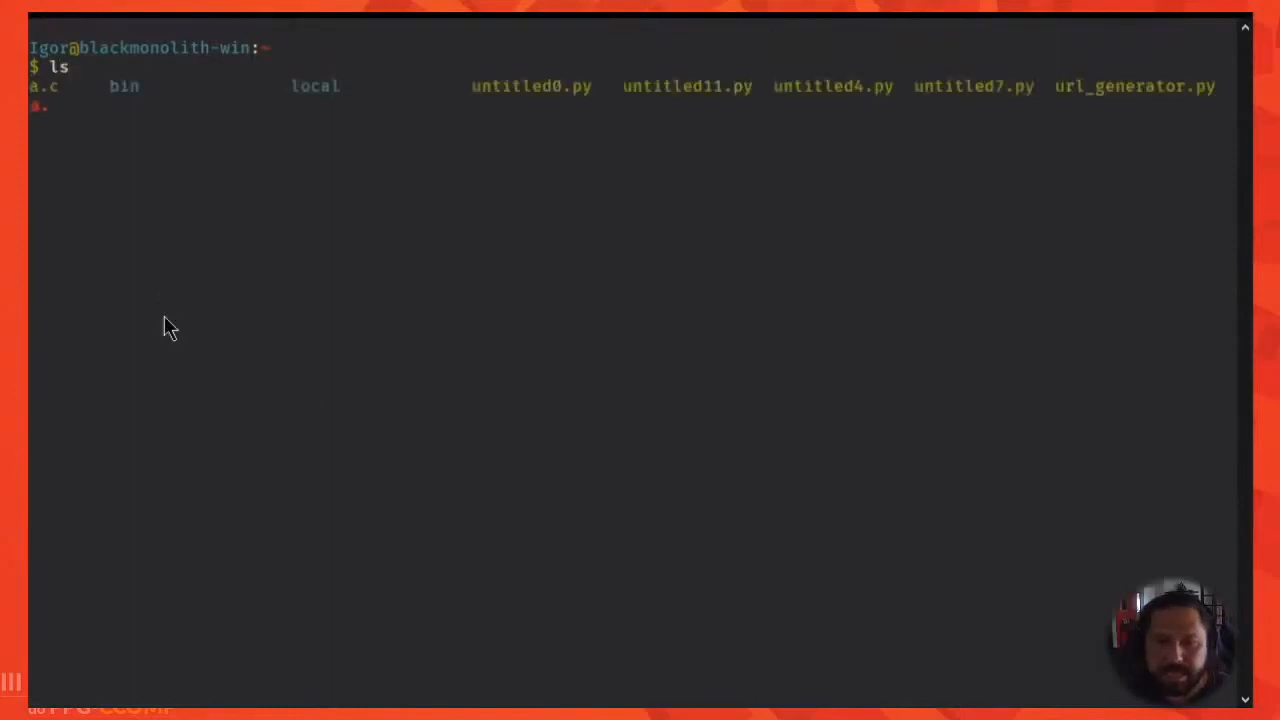 Igor@blackmonolith-win:~
$ ls
a.c bin local untitled0.py untitled11.py untitled4.py untitled7.py url_generator.py
a.